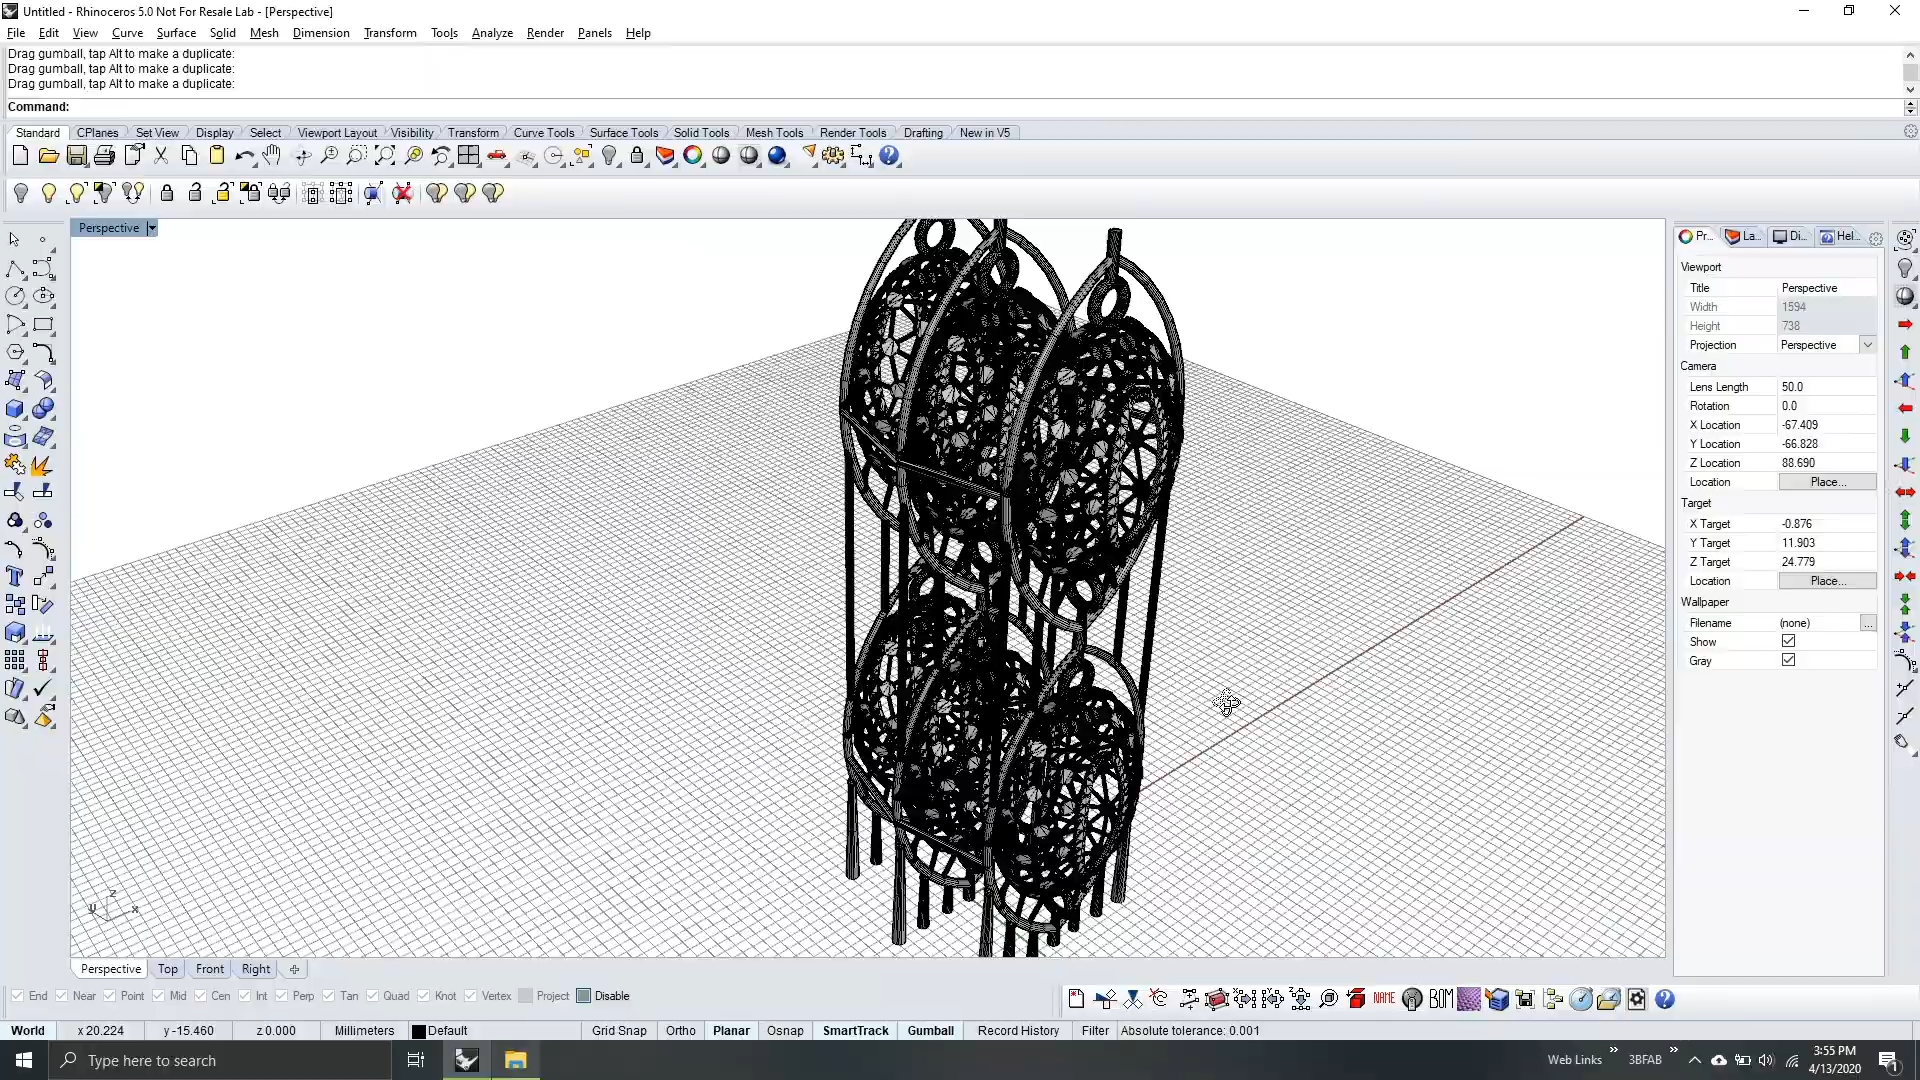 Untitled - Rhinoceros 5.0 Not For Resale Lab - [Perspective]
File Edit View Curve Surface Solid Mesh Dimension Transform Tools Analyze Render Panels Help
Drag gumball, tap Alt to make a duplicate:
Drag gumball, tap Alt to make a duplicate:
Drag gumball, tap Alt to make a duplicate:
Command:
Standard CPlanes Set View Display Select Viewport Layout Visibility Transform Curve Tools Surface Tools Solid Tools Mesh Tools Render Tools Drafting New in V5
Perspective
Pr... La... Di... Hel...
Viewport
Title Perspective
Width 1594
Height 738
Projection Perspective
Camera
Lens Length 50.0
Rotation 0.0
X Location -67.409
Y Location -66.828
Z Location 88.690
Location Place...
Target
X Target -0.876
Y Target 11.903
Z Target 24.779
Location Place...
Wallpaper
Filename (none) ...
Show
Gray
z
y x
Perspective Top Front Right
End Near Point Mid Cen Int Perp Tan Quad Knot Vertex Project Disable
NAME BOM
World x 20.224 y -15.460 z 0.000 Millimeters Default Grid Snap Ortho Planar Osnap SmartTrack Gumball Record History Filter Absolute tolerance: 0.001
Type here to search
Web Links » 3BFAB »
3:55 PM
4/13/2020
1